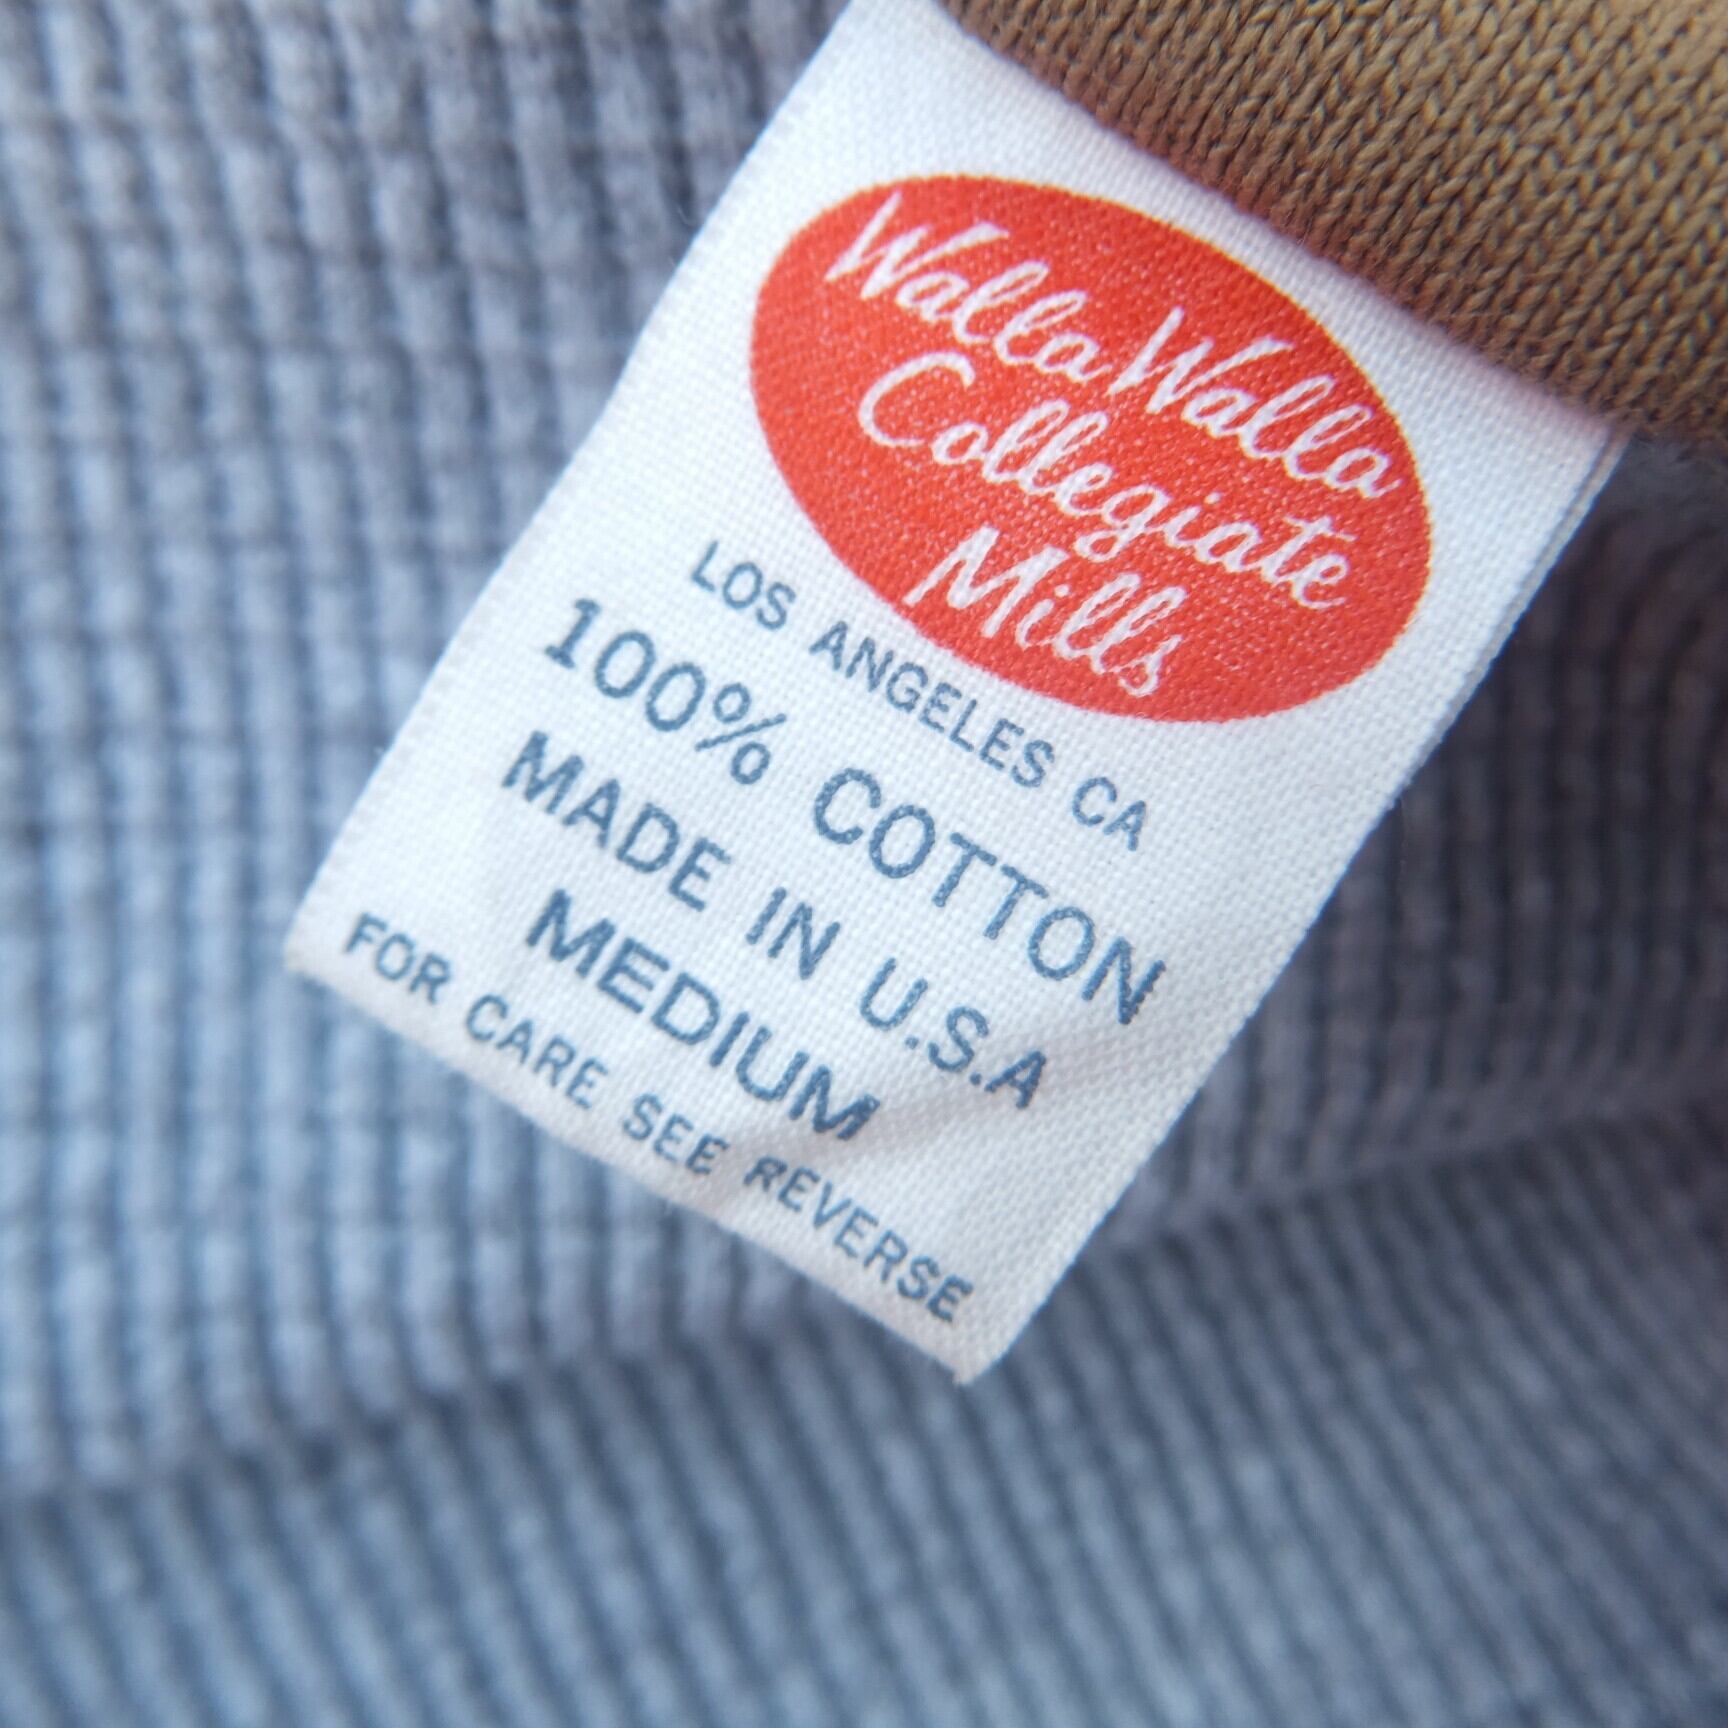 Walla Walla
Collegiate
Mills
LOS ANGELES CA
100% COTTON
MADE IN U.S.A
MEDIUM
FOR CARE SEE REVERSE